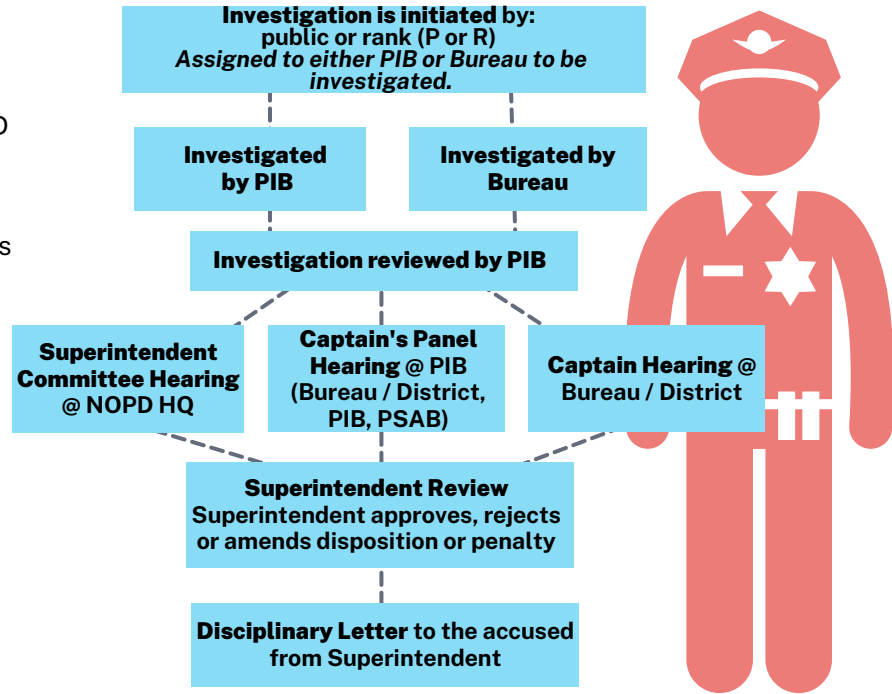 Investigation is initiated by:
public or rank (P or R)
Assigned to either PIB or Bureau to be
investigated.
Investigated
by PIB
Investigated by
Bureau
s
Investigation reviewed by PIB
Superintendent
Committee Hearing
@ NOPD HQ
Captain's Panel
Hearing @ PIB
(Bureau / District,
PIB, PSAB)
Captain Hearing @
Bureau / District
Superintendent Review
Superintendent approves, rejects
or amends disposition or penalty
Disciplinary Letter to the accused
from Superintendent